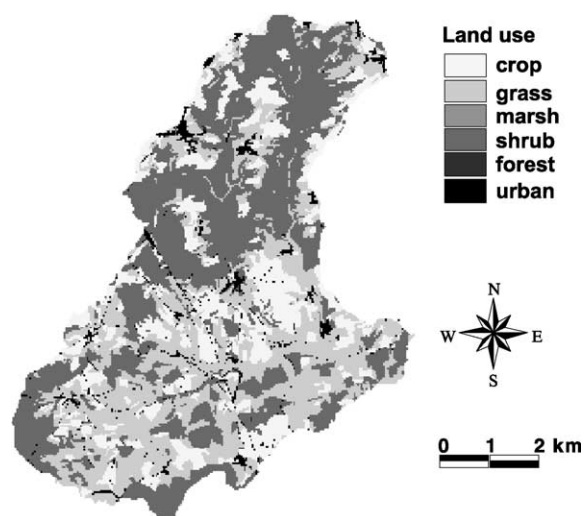 Land use
crop
grass
marsh
shrub
forest
urban
N
W E
S
0 1 2 km